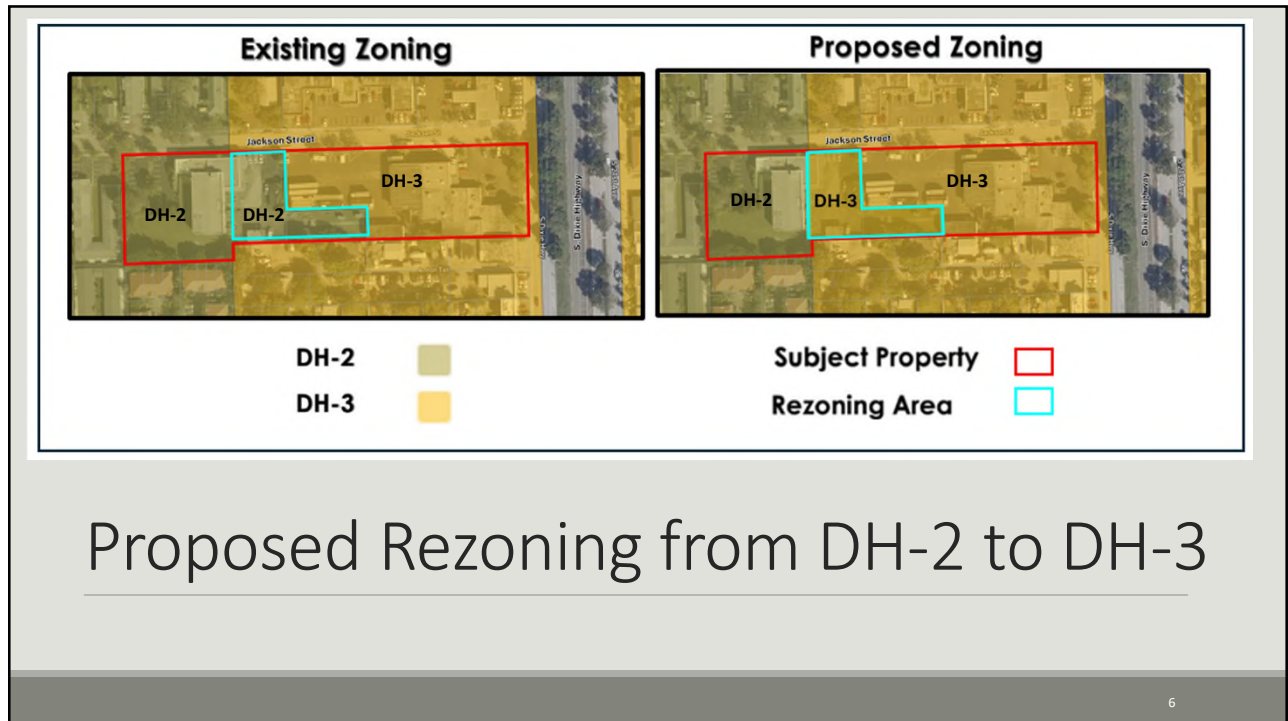 Existing Zoning
Proposed Zoning
Jackson Street
Jackson St
DH-2
DH-2
DH-3
S. Dixie Highway
Jackson Street
DH-2
DH-3
DH-3
S. Dixie Highway
DH-2
DH-3
Subject Property
Rezoning Area
Proposed Rezoning from DH-2 to DH-3
6